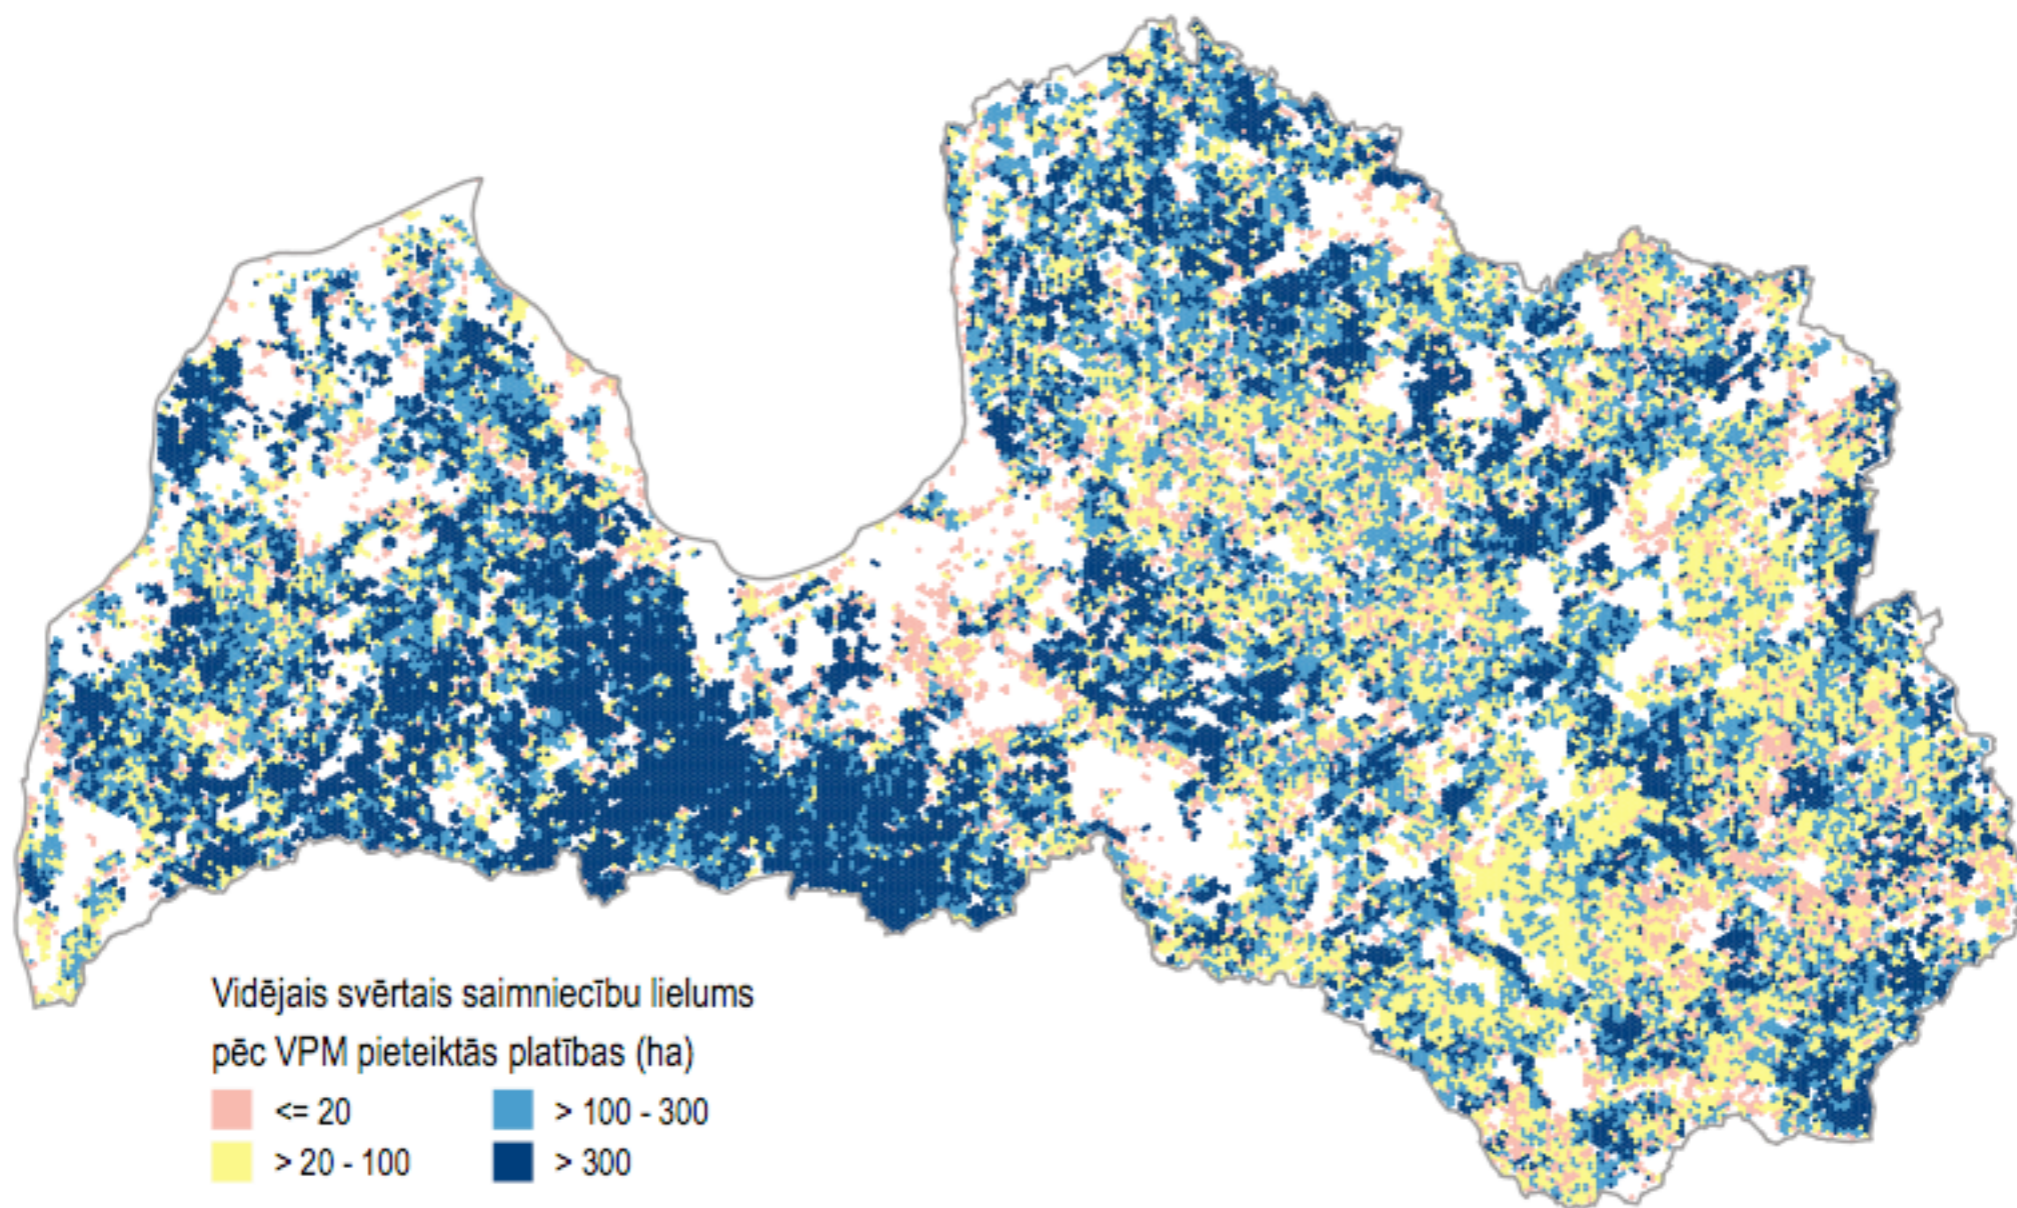 Vidējais svērtais saimniecību lielums
pēc VPM pieteiktās platības (ha)
<= 20
> 100 - 300
> 20 - 100
> 300